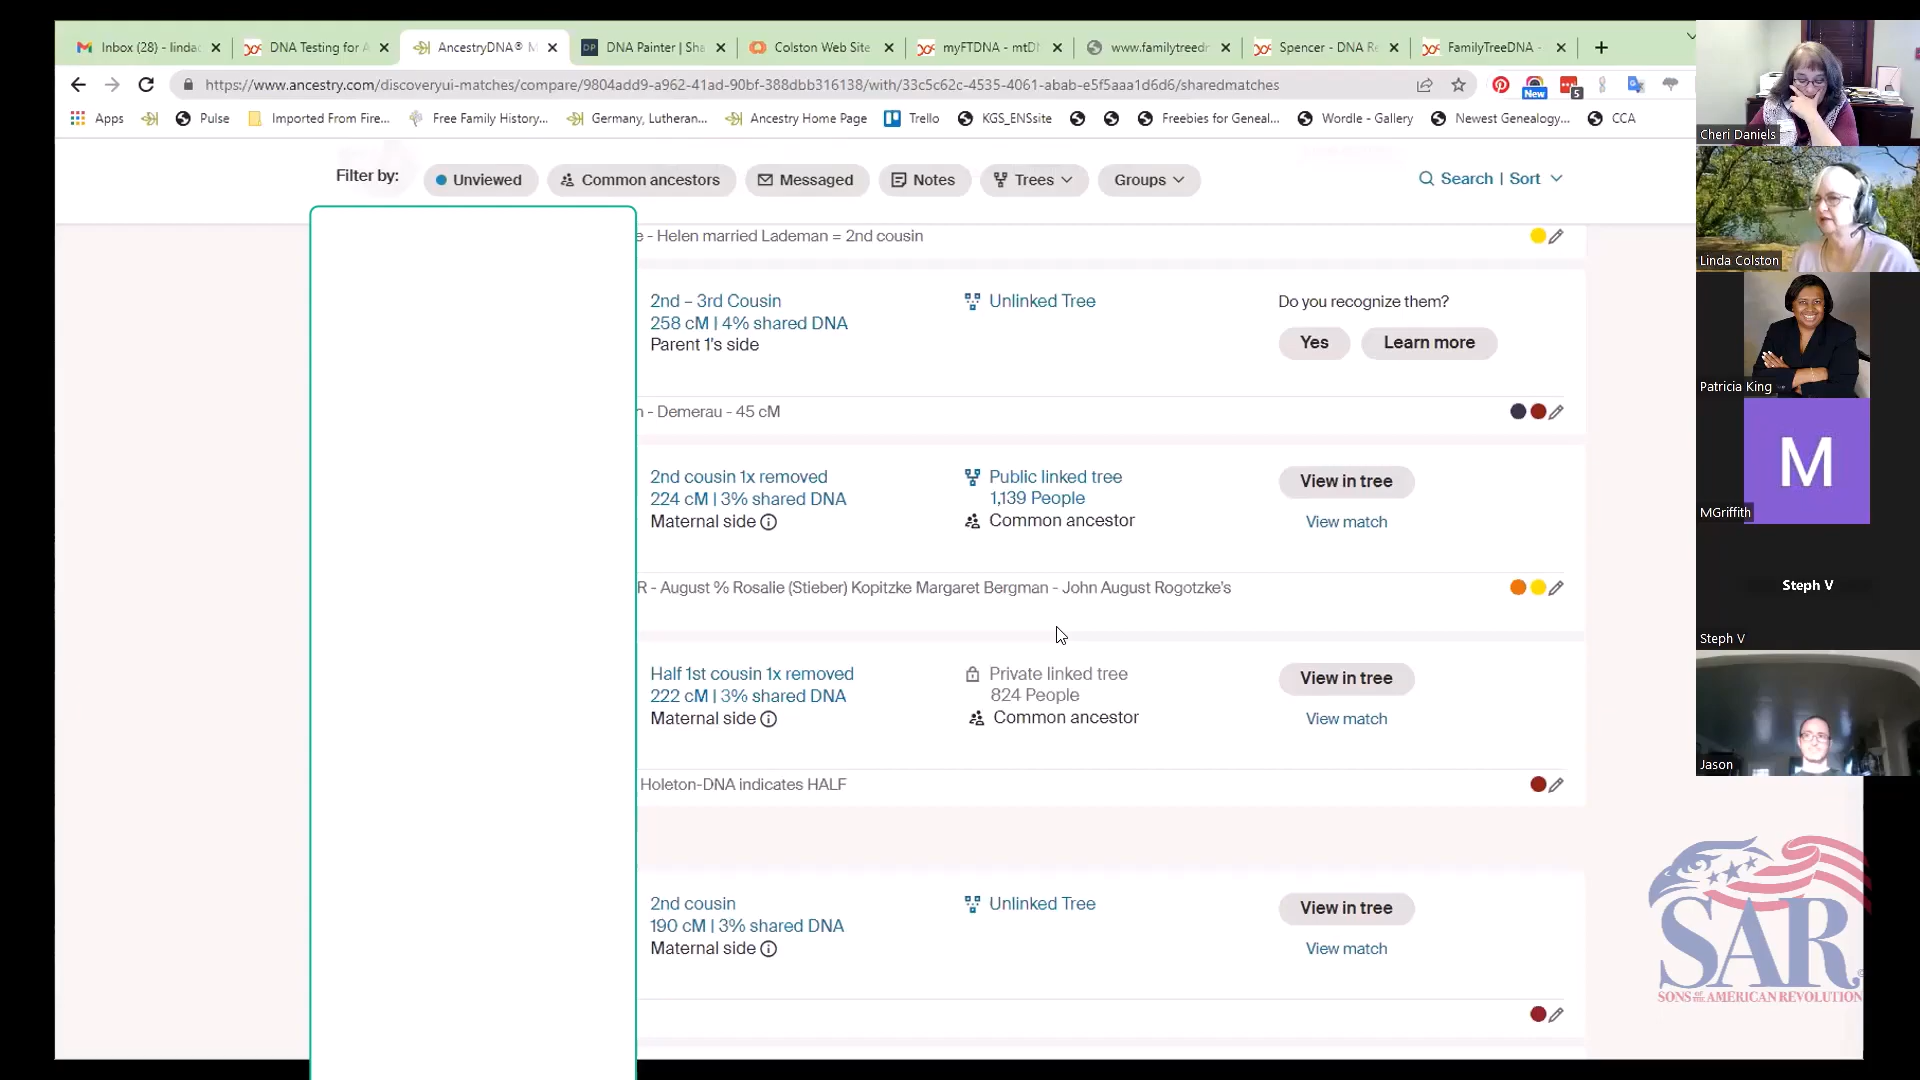 Inbox (28) - lindac
DNA Testing for A
AncestryDNA® M
DNA Painter | Sha
Colston Web Site
myFTDNA - mtDN
www.familytreedn
Spencer - DNA Re
FamilyTreeDNA -
https://www.ancestry.com/discoveryui-matches/compare/9804add9-a962-41ad-90bf-388dbb316138/with/33c5c62c-4535-4061-abab-e5f5aaa1d6d6/sharedmatches
New
5
Apps
Pulse
Imported From Fire...
Free Family History...
Germany, Lutheran...
Ancestry Home Page
Trello
KGS_ENSsite
Freebies for Geneal...
Wordle - Gallery
Newest Genealogy...
CCA
Filter by:
Unviewed
Common ancestors
Messaged
Notes
Trees
Groups
Search | Sort
e - Helen married Lademan = 2nd cousin
2nd – 3rd Cousin
258 cM | 4% shared DNA
Parent 1's side
Unlinked Tree
Do you recognize them?
Yes
Learn more
n - Demerau - 45 cM
2nd cousin 1x removed
224 cM | 3% shared DNA
Maternal side
Public linked tree
1,139 People
Common ancestor
View in tree
View match
R - August % Rosalie (Stieber) Kopitzke Margaret Bergman - John August Rogotzke's
Half 1st cousin 1x removed
222 cM | 3% shared DNA
Maternal side
Private linked tree
824 People
Common ancestor
View in tree
View match
Holeton-DNA indicates HALF
2nd cousin
190 cM | 3% shared DNA
Maternal side
Unlinked Tree
View in tree
View match
Cheri Daniels
Linda Colston
Patricia King
M
MGriffith
Steph V
Steph V
Jason
SAR
SONS OF THE AMERICAN REVOLUTION